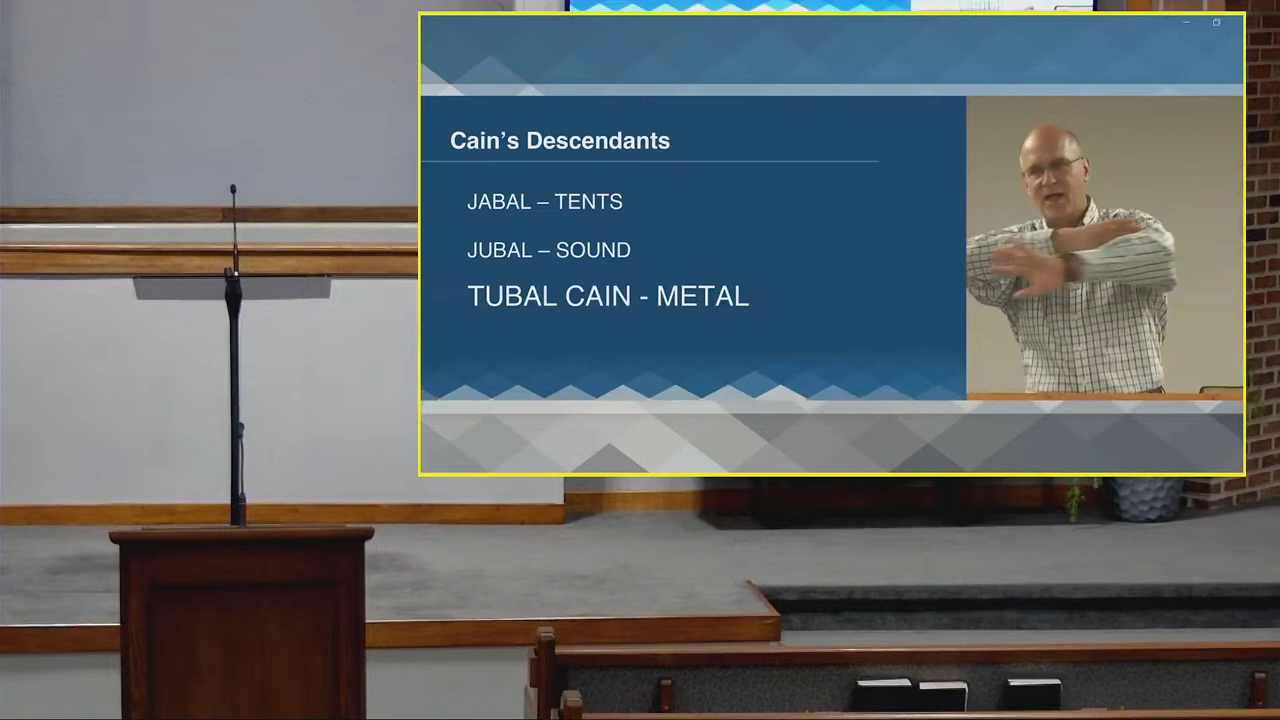 Cain’s Descendants
JABAL – TENTS
JUBAL – SOUND
TUBAL CAIN - METAL